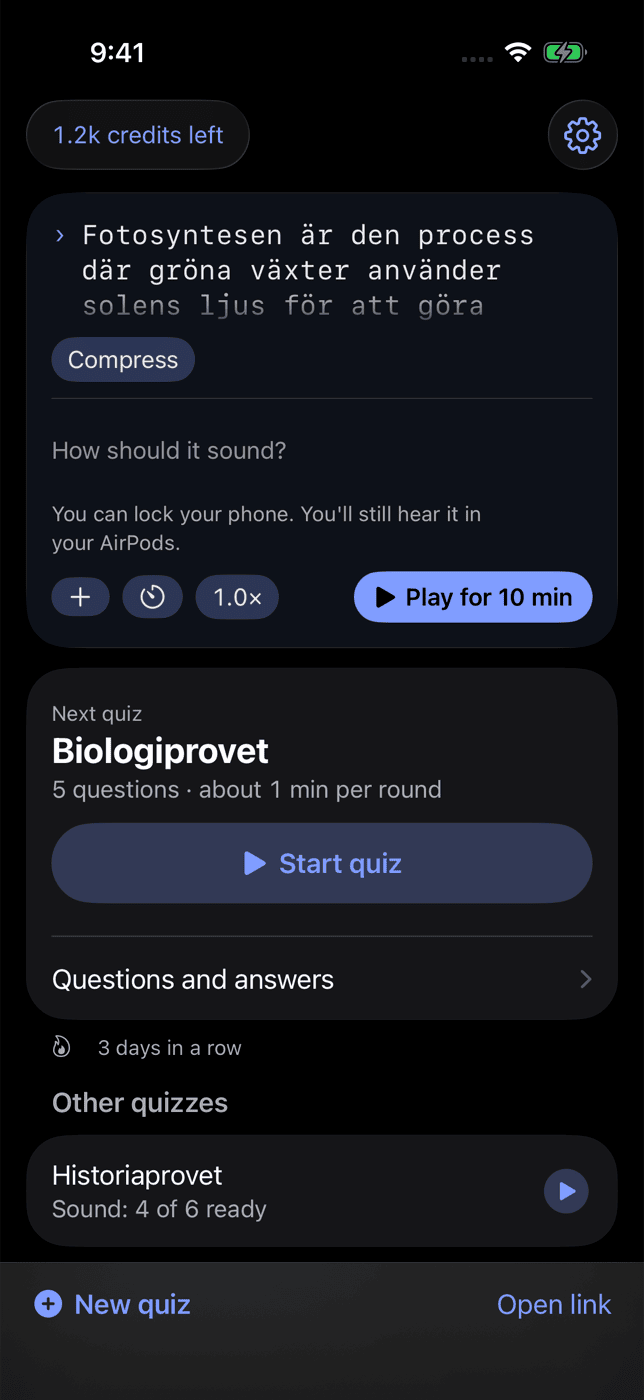 9:41
1.2k credits left
› Fotosyntesen är den process
där gröna växter använder
solens ljus för att göra
Compress
How should it sound?
You can lock your phone. You'll still hear it in
your AirPods.
1.0×
Play for 10 min
Next quiz
Biologiprovet
5 questions · about 1 min per round
Start quiz
Questions and answers
3 days in a row
Other quizzes
Historiaprovet
Sound: 4 of 6 ready
New quiz
Open link